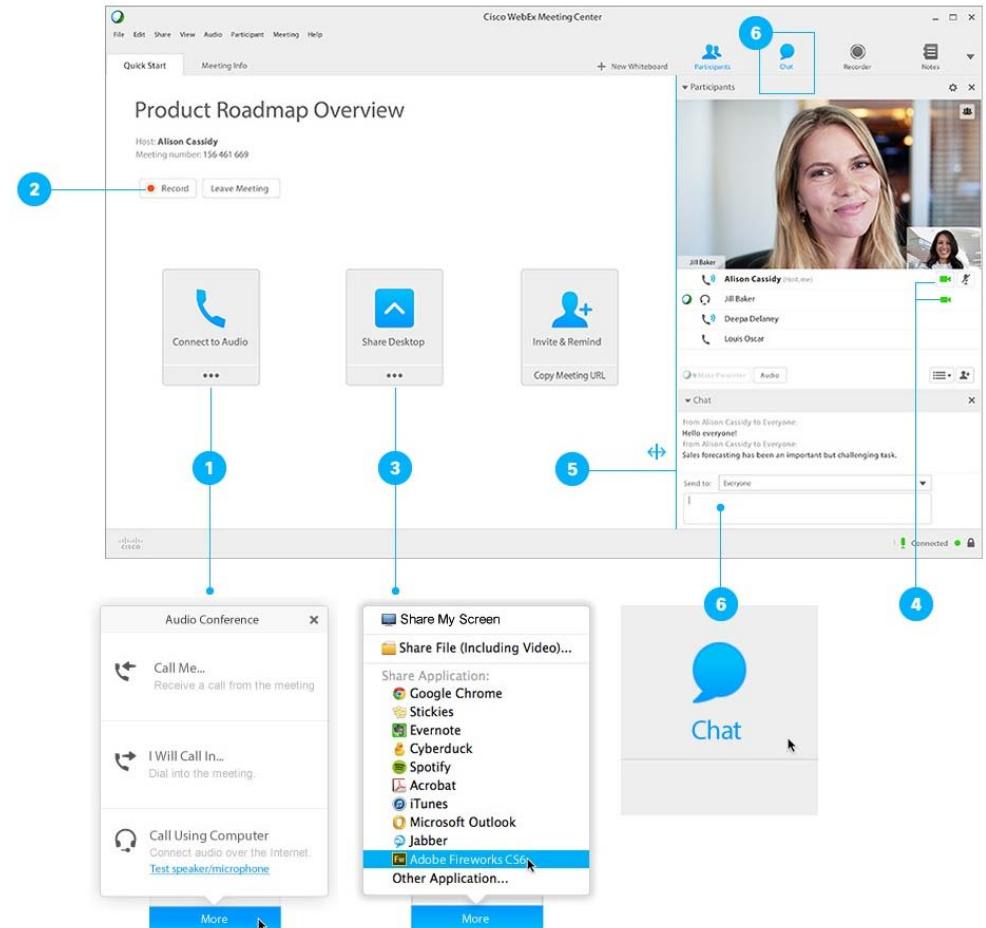 Cisco WebEx Meeting Center
File Edit Share View Audio Participant Meeting Help
6
Quick Start Meeting Info
+ New Whiteboard
Participants Chat Recorder Notes
Participants
Product Roadmap Overview
Host: Alison Cassidy
Meeting number: 156 461 669
2
Record Leave Meeting
Jill Baker
Alison Cassidy (Host, me)
Jill Baker
Deepa Delaney
Louis Oscar
Connect to Audio
Share Desktop
Invite & Remind
Copy Meeting URL
Make Presenter Audio
Chat
from Alison Cassidy to Everyone:
Hello everyone!
from Alison Cassidy to Everyone:
Sales forecasting has been an important but challenging task.
1
3
5
Send to: Everyone
CISCO
Connected
6
4
Audio Conference
Call Me...
Receive a call from the meeting
I Will Call In...
Dial into the meeting.
Call Using Computer
Connect audio over the Internet.
Test speaker/microphone
More
Share My Screen
Share File (Including Video)...
Share Application:
Google Chrome
Stickies
Evernote
Cyberduck
Spotify
Acrobat
iTunes
Microsoft Outlook
Jabber
Fw Adobe Fireworks CS6
Other Application...
More
Chat